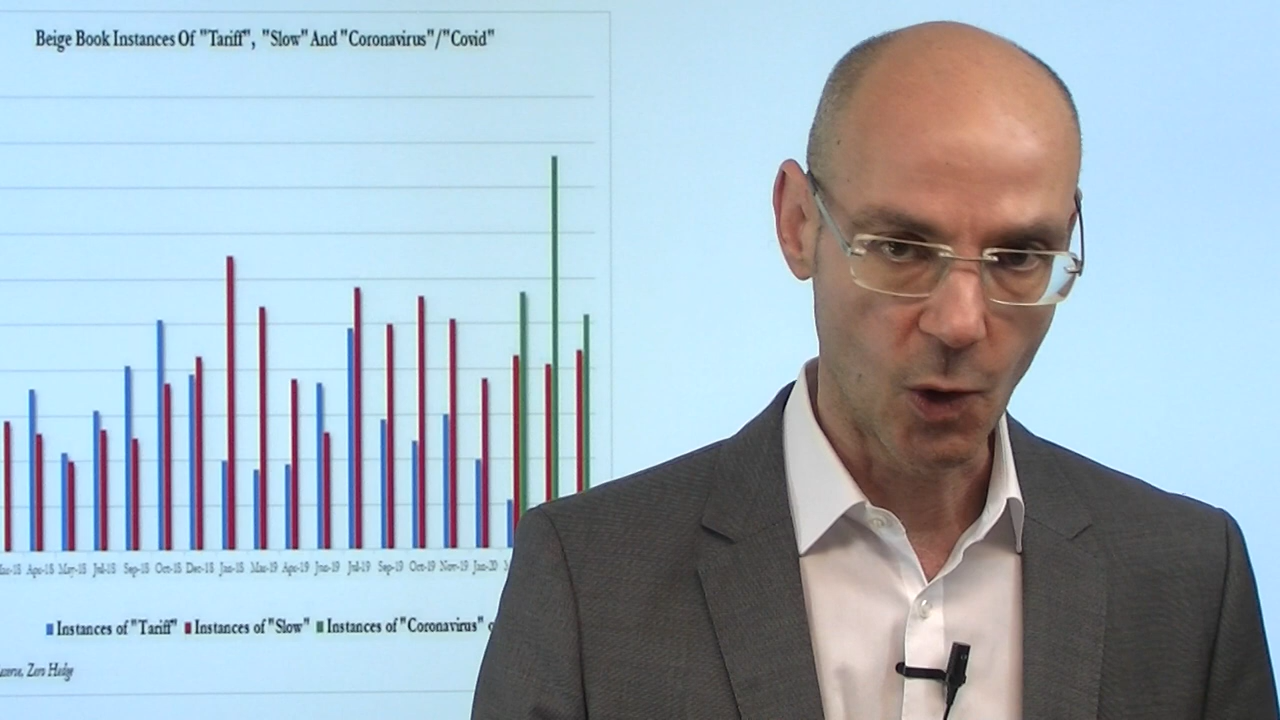 Beige Book Instances Of "Tariff", "Slow" And "Coronavirus"/"Covid"
Apr-18 May-18 Jul-18 Sep-18 Oct-18 Dec-18 Jan-18 Mar-19 Apr-19 Jun-19 Jul-19 Sep-19 Oct-19 Nov-19 Jan-20
Instances of "Tariff" Instances of "Slow" Instances of "Coronavirus"
Zero Hedge